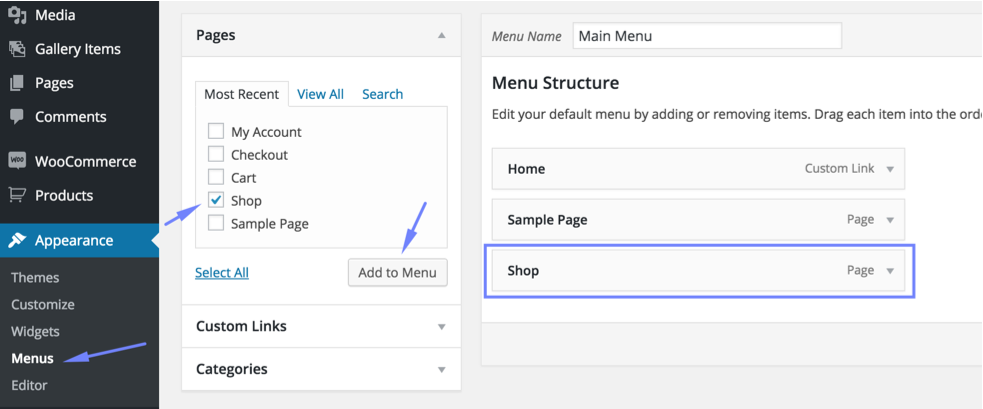 Media
Gallery Items
Pages
Comments
WOO
WooCommerce
Products
Appearance
Themes
Customize
Widgets
Menus
Editor
Pages
Most Recent View All Search
My Account
Checkout
Cart
Shop
Sample Page
Select All Add to Menu
Custom Links
Categories
Menu Name Main Menu
Menu Structure
Edit your default menu by adding or removing items. Drag each item into the
Home Custom Link
Sample Page Page
Shop Page